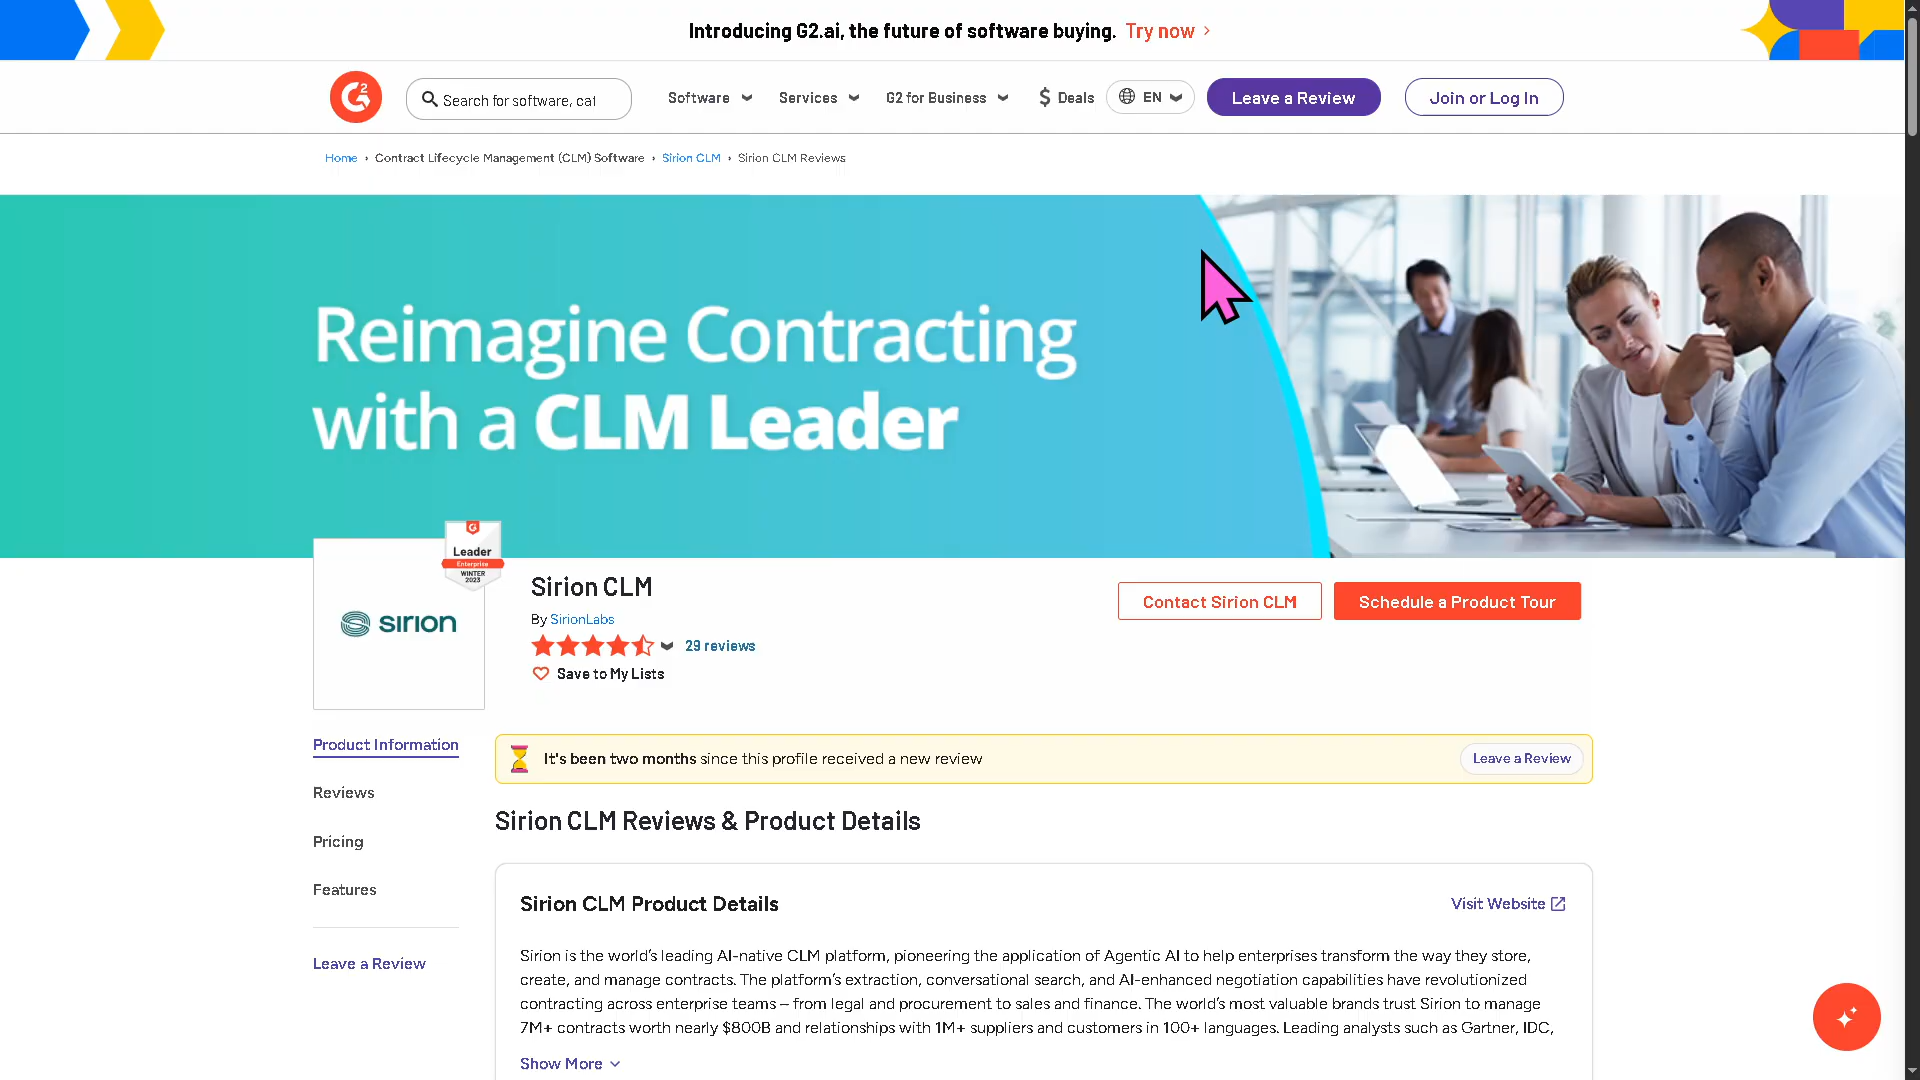 Introducing G2.ai, the future of software buying. Try now
G2
Search for software, cat
Software
Services
G2 for Business
$ Deals
EN
Leave a Review
Join or Log In
Home › Contract Lifecycle Management (CLM) Software › Sirion CLM › Sirion CLM Reviews
Reimagine Contracting
with a CLM Leader
Leader
Enterprise
WINTER
2023
sirion
Sirion CLM
By SirionLabs
29 reviews
Save to My Lists
Contact Sirion CLM
Schedule a Product Tour
Product Information
Reviews
Pricing
Features
Leave a Review
It's been two months since this profile received a new review
Leave a Review
Sirion CLM Reviews & Product Details
Sirion CLM Product Details
Visit Website
Sirion is the world's leading AI-native CLM platform, pioneering the application of Agentic AI to help enterprises transform the way they store,
create, and manage contracts. The platform's extraction, conversational search, and AI-enhanced negotiation capabilities have revolutionized
contracting across enterprise teams – from legal and procurement to sales and finance. The world's most valuable brands trust Sirion to manage
7M+ contracts worth nearly $800B and relationships with 1M+ suppliers and customers in 100+ languages. Leading analysts such as Gartner, IDC,
Show More